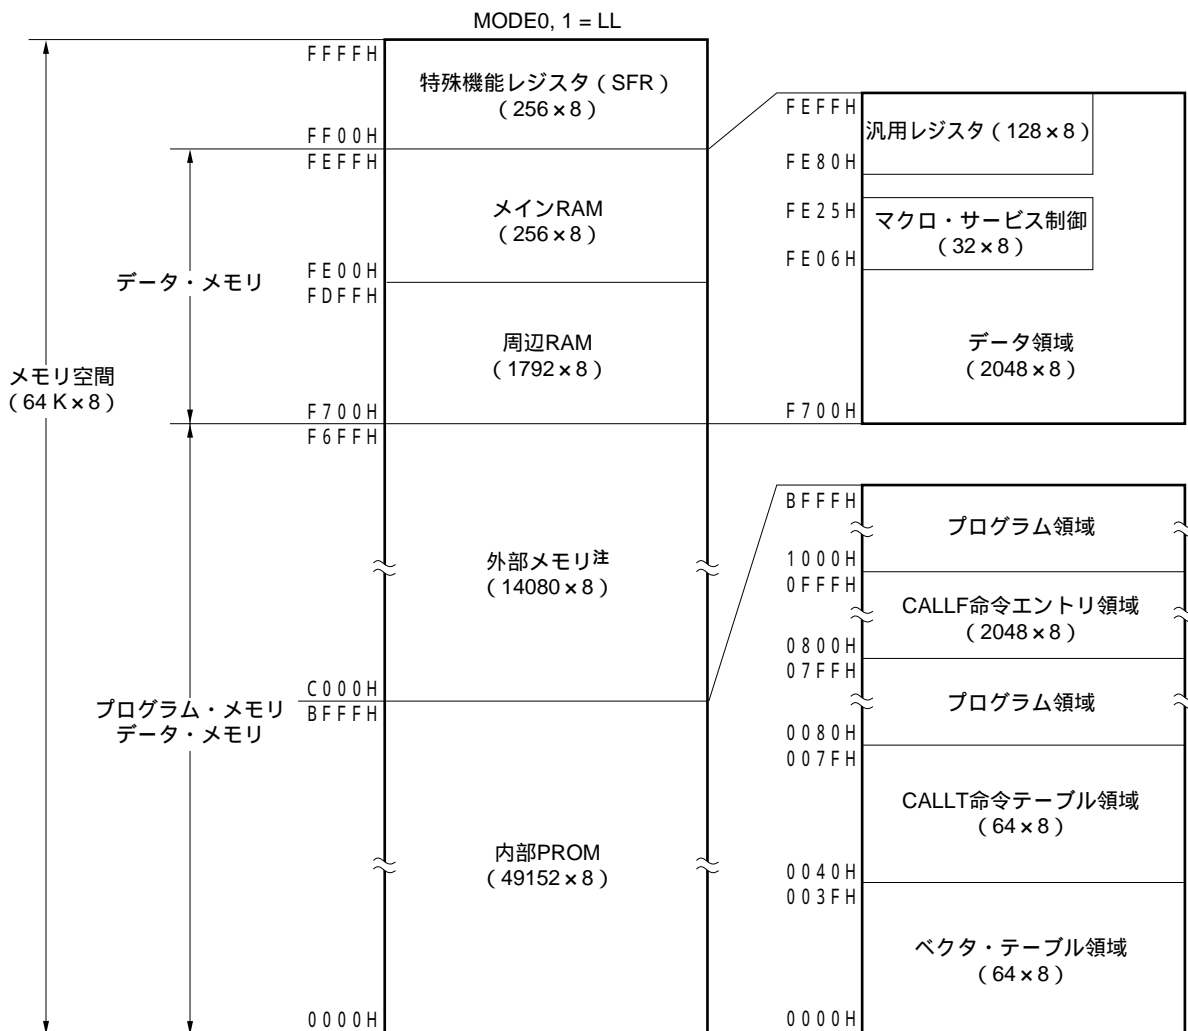 MODE0, 1 = LL
FFFFH
特殊機能レジスタ（SFR）
（256×8）
FF00H
FEFFH
メインRAM
（256×8）
FE00H
FDFFH
周辺RAM
（1792×8）
F700H
F6FFH
外部メモリ注
（14080×8）
C000H
BFFFH
内部PROM
（49152×8）
0000H
メモリ空間
（64 K×8）
データ・メモリ
プログラム・メモリ
データ・メモリ
FEFFH
汎用レジスタ（128×8）
FE80H
FE25H
マクロ・サービス制御
（32×8）
FE06H
データ領域
（2048×8）
F700H
BFFFH
プログラム領域
1000H
0FFFH
CALLF命令エントリ領域
（2048×8）
0800H
07FFH
プログラム領域
0080H
007FH
CALLT命令テーブル領域
（64×8）
0040H
003FH
ベクタ・テーブル領域
（64×8）
0000H